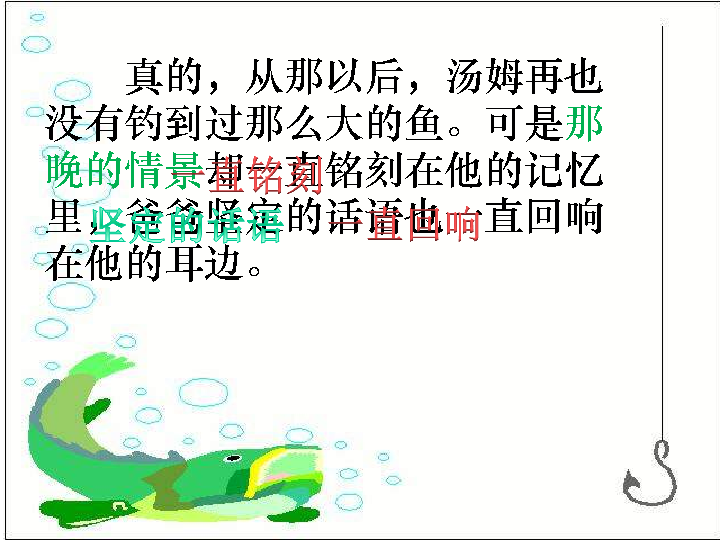 真的，从那以后，汤姆再也
没有钓到过那么大的鱼。可是那
晚的情景却一直铭刻在他的记忆
一直铭刻
里，爸爸坚定的话语也一直回响
坚定的话语 一直回响
在他的耳边。